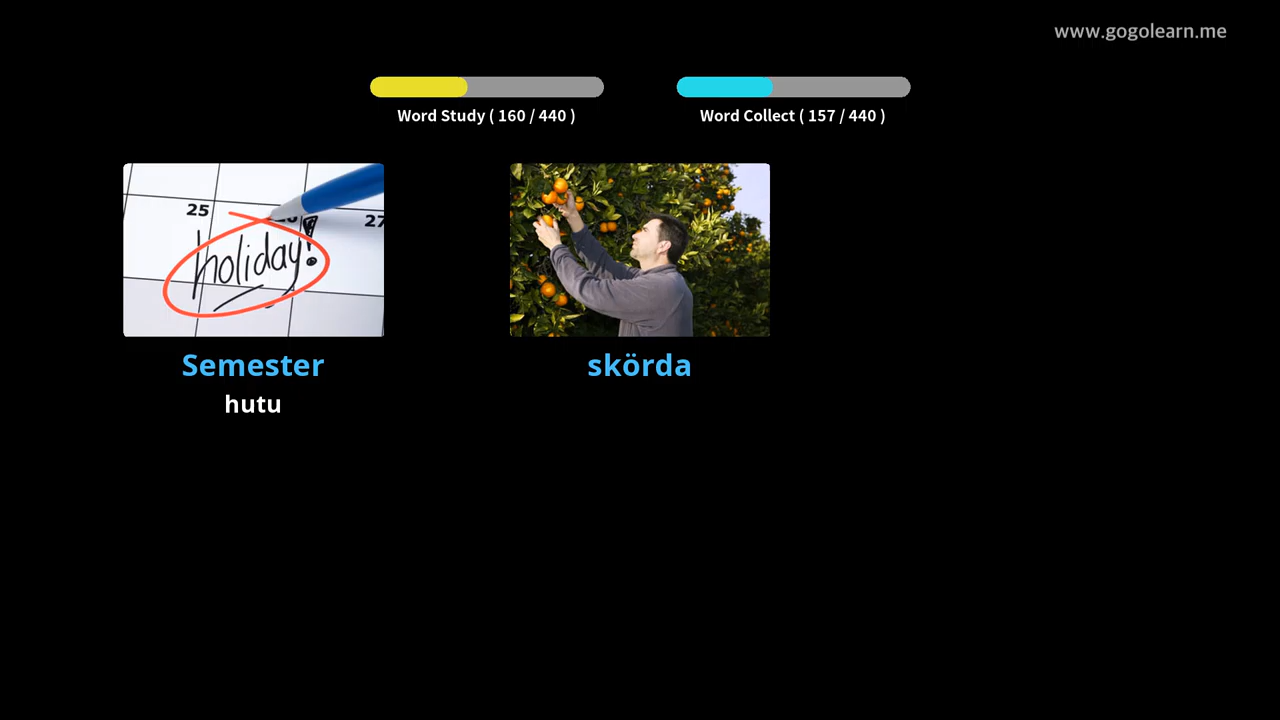 www.gogolearn.me
Word Study ( 160 / 440 )
Word Collect ( 157 / 440 )
25
27
holiday!
Semester
hutu
skörda